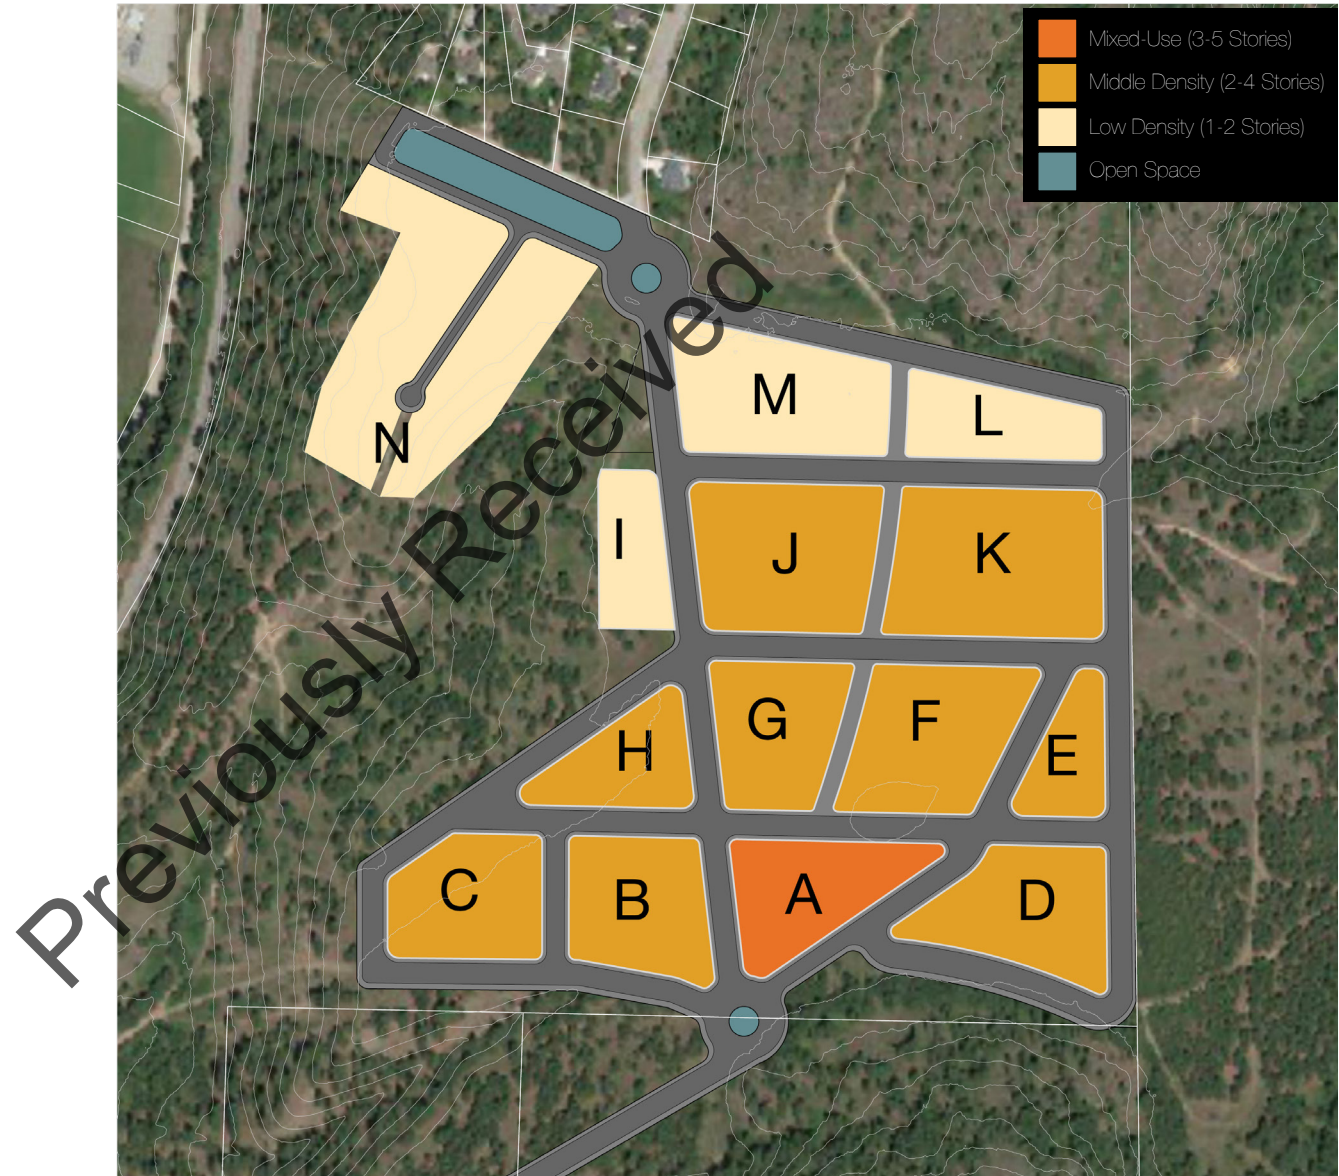 Mixed-Use (3-5 Stories)
Middle Density (2-4 Stories)
Low Density (1-2 Stories)
Open Space
Previously Received
M
L
N
I
J
K
G
F
H
E
C
B
A
D